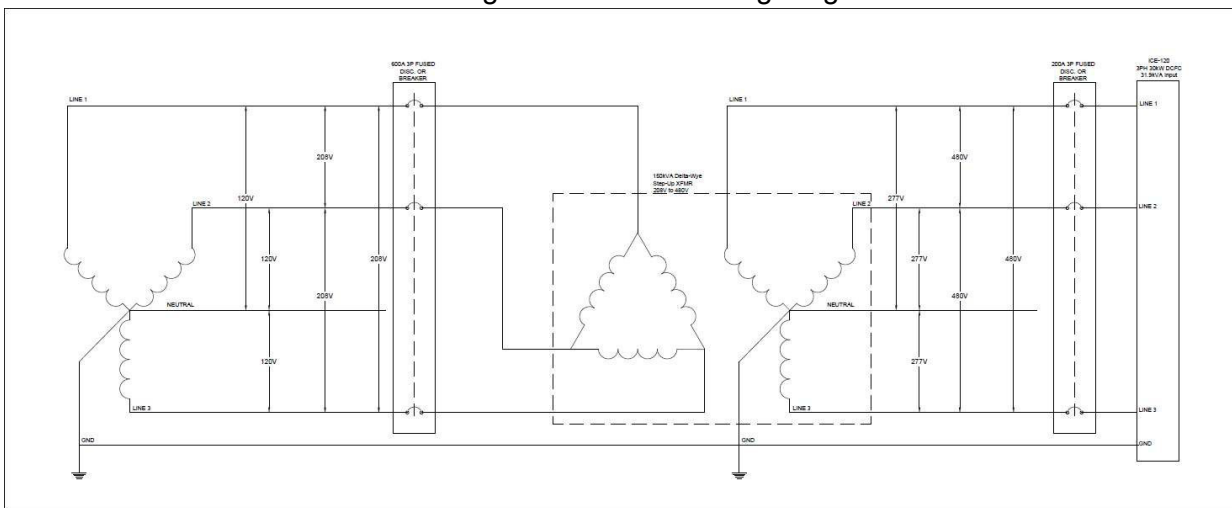 600A 3P FUSED
DISC. OR
BREAKER
200A 3P FUSED
DISC. OR
BREAKER
ICE-120
3PH 30kW DCFC
31.5kVA Input
LINE 1
LINE 1
LINE 1
208V
480V
150kVA Delta-Wye
Step-Up XFMR
208V to 480V
120V
277V
LINE 2
LINE 2
LINE 2
120V
208V
277V
480V
NEUTRAL
NEUTRAL
208V
480V
120V
277V
LINE 3
LINE 3
LINE 3
GND
GND
GND